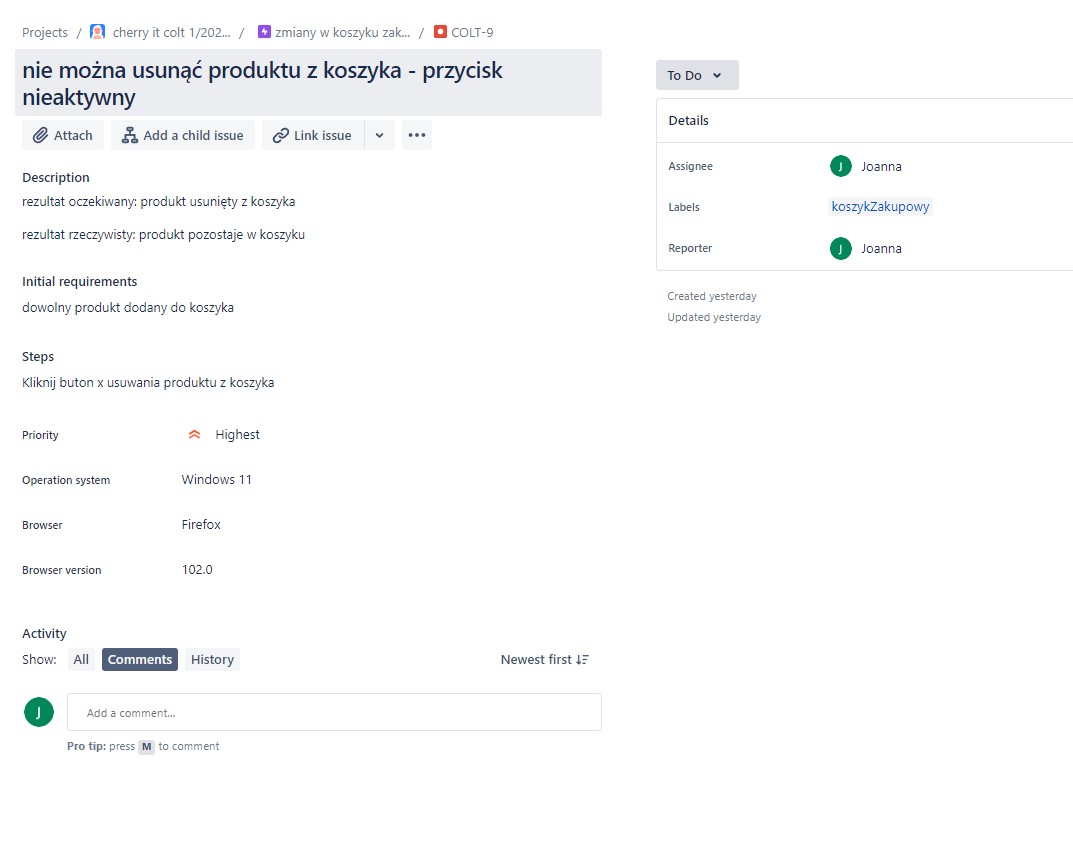 Projects / cherry it colt 1/202... / zmiany w koszyku zak... / COLT-9
nie można usunąć produktu z koszyka - przycisk
nieaktywny
Attach Add a child issue Link issue
Description
rezultat oczekiwany: produkt usunięty z koszyka
rezultat rzeczywisty: produkt pozostaje w koszyku
Initial requirements
dowolny produkt dodany do koszyka
Steps
Kliknij buton x usuwania produktu z koszyka
Priority Highest
Operation system Windows 11
Browser Firefox
Browser version 102.0
Activity
Show: All Comments History Newest first
J Add a comment...
Pro tip: press M to comment
To Do
Details
Assignee J Joanna
Labels koszykZakupowy
Reporter J Joanna
Created yesterday
Updated yesterday